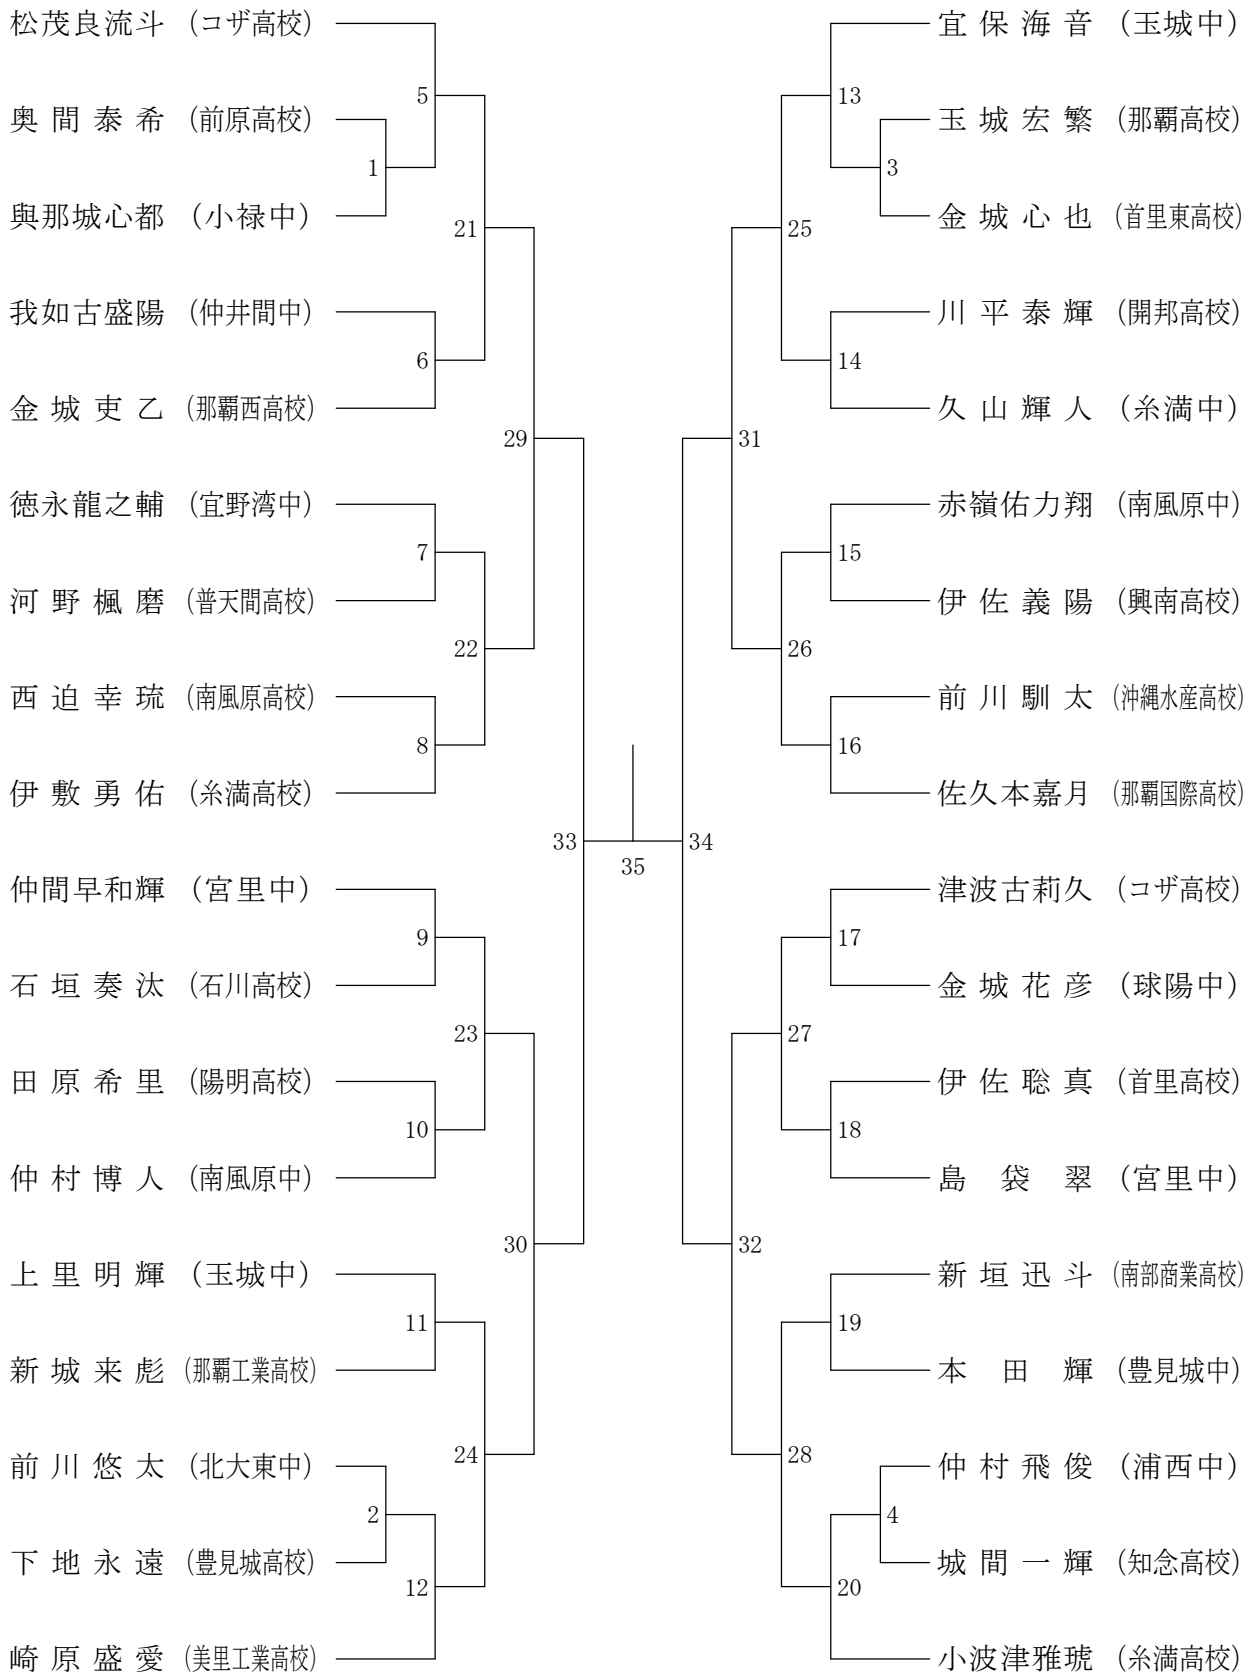 松茂良流斗 (コザ高校)
5
奥間泰希 (前原高校)
1
與那城心都 (小禄中)
21
我如古盛陽 (仲井間中)
6
金城吏乙 (那覇西高校)
29
徳永龍之輔 (宜野湾中)
7
河野楓磨 (普天間高校)
22
西迫幸琉 (南風原高校)
8
伊敷勇佑 (糸満高校)
33
仲間早和輝 (宮里中)
9
石垣奏汰 (石川高校)
23
田原希里 (陽明高校)
10
仲村博人 (南風原中)
30
上里明輝 (玉城中)
11
新城来彪 (那覇工業高校)
24
前川悠太 (北大東中)
2
下地永遠 (豊見城高校)
12
崎原盛愛 (美里工業高校)
35
宜保海音 (玉城中)
13
玉城宏繁 (那覇高校)
3
金城心也 (首里東高校)
25
川平泰輝 (開邦高校)
14
久山輝人 (糸満中)
31
赤嶺佑力翔 (南風原中)
15
伊佐義陽 (興南高校)
26
前川馴太 (沖縄水産高校)
16
佐久本嘉月 (那覇国際高校)
34
津波古莉久 (コザ高校)
17
金城花彦 (球陽中)
27
伊佐聡真 (首里高校)
18
島袋翠 (宮里中)
32
新垣迅斗 (南部商業高校)
19
本田輝 (豊見城中)
28
仲村飛俊 (浦西中)
4
城間一輝 (知念高校)
20
小波津雅琥 (糸満高校)